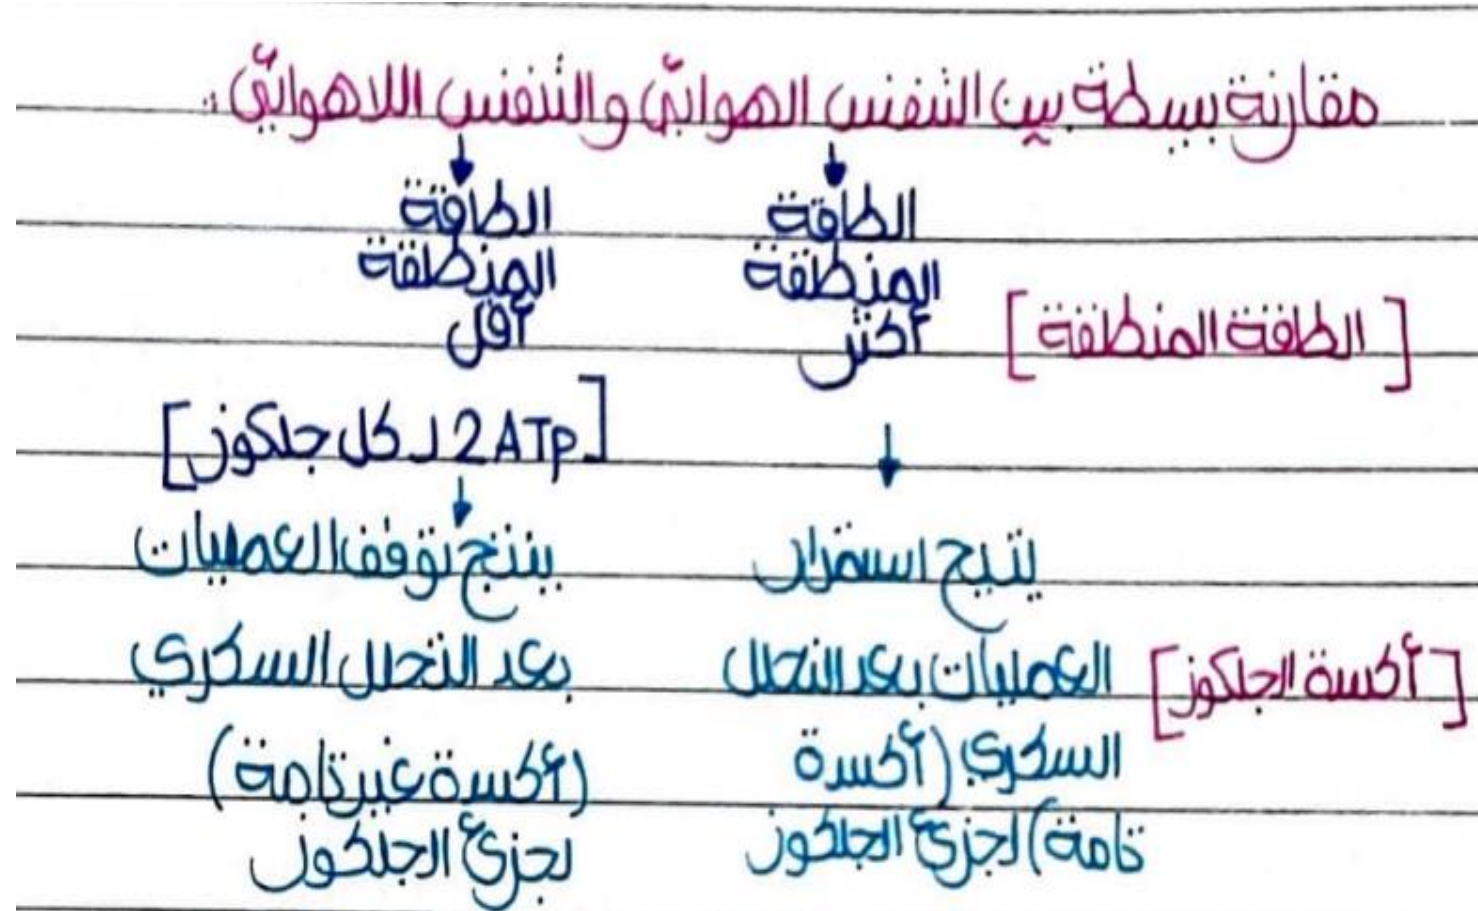 مقارنة بسيطة بين التنفس الهوائي والتنفس اللاهوائي :
الطاقة
المنطلقة
أكثر
الطاقة
المنطلقة
أقل
[الطاقة المنطلقة]
[2 ATP لـ كل جلكوز]
يتيح استمرار
العمليات بعد التحلل
السكري (أكسدة
تامة) لجزيء الجلكوز
ينتج توقف العمليات
بعد التحلل السكري
(أكسدة غير تامة)
لجزيء الجلكوز
[أكسدة الجلكوز]